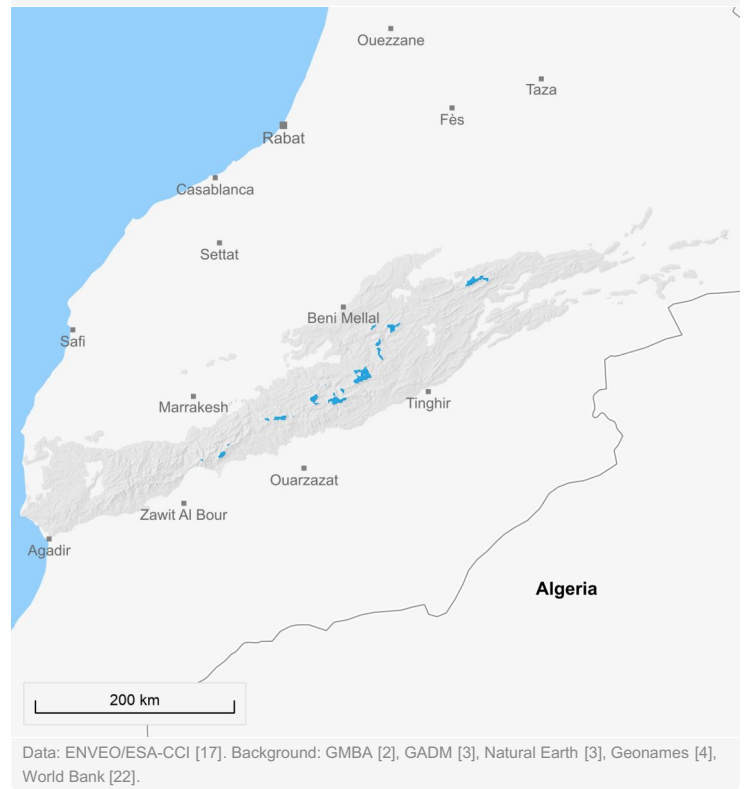 Ouezzane
Taza
Fès
Rabat
Casablanca
Settat
Beni Mellal
Safi
Marrakesh
Tinghir
Ouarzazat
Zawit Al Bour
Agadir
Algeria
200 km
Data: ENVEO/ESA-CCI [17]. Background: GMBA [2], GADM [3], Natural Earth [3], Geonames [4],
World Bank [22].